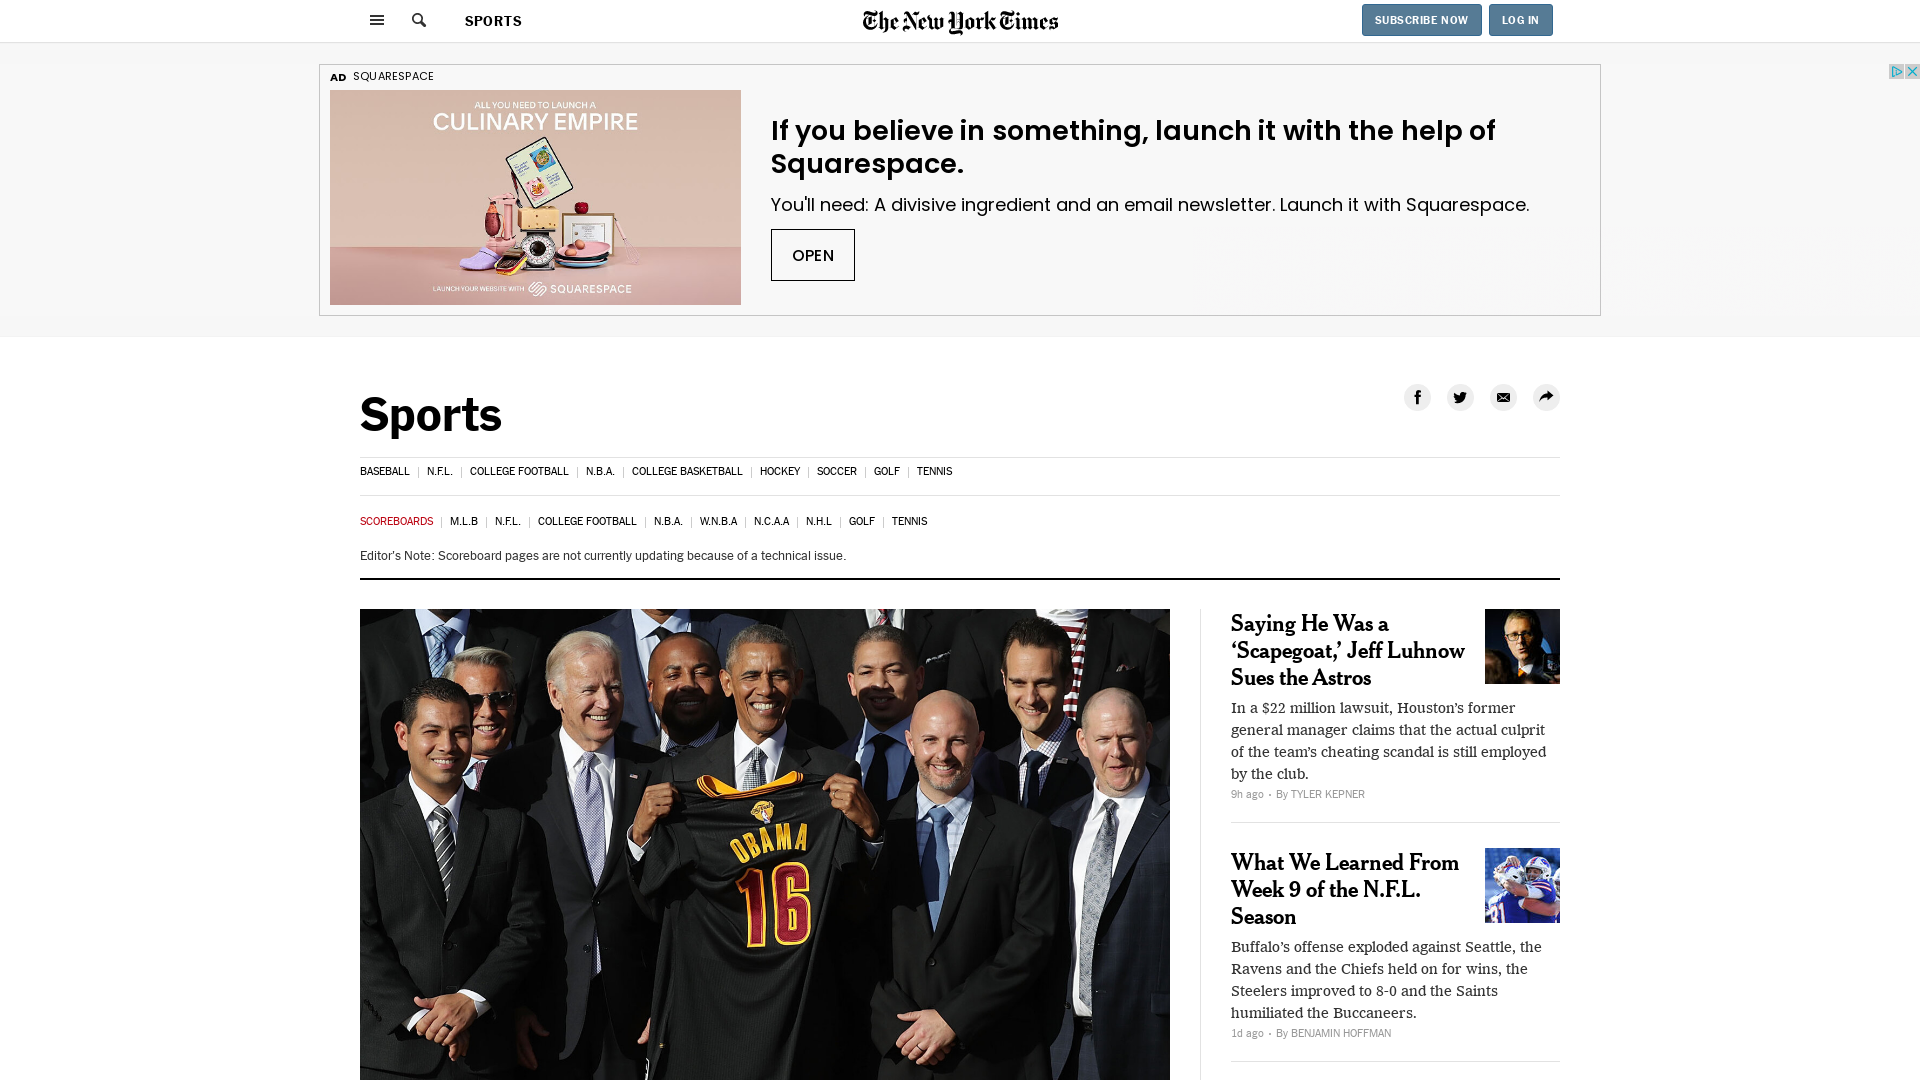 SPORTS
The New York Times
SUBSCRIBE NOW
LOG IN
AD SQUARESPACE
ALL YOU NEED TO LAUNCH A
CULINARY EMPIRE
LAUNCH YOUR WEBSITE WITH SQUARESPACE
If you believe in something, launch it with the help of
Squarespace.
You'll need: A divisive ingredient and an email newsletter. Launch it with Squarespace.
OPEN
Sports
BASEBALL N.F.L. COLLEGE FOOTBALL N.B.A. COLLEGE BASKETBALL HOCKEY SOCCER GOLF TENNIS
SCOREBOARDS M.L.B N.F.L. COLLEGE FOOTBALL N.B.A. W.N.B.A N.C.A.A N.H.L GOLF TENNIS
Editor's Note: Scoreboard pages are not currently updating because of a technical issue.
OBAMA
16
Saying He Was a
‘Scapegoat,’ Jeff Luhnow
Sues the Astros
In a $22 million lawsuit, Houston’s former
general manager claims that the actual culprit
of the team’s cheating scandal is still employed
by the club.
9h ago · By TYLER KEPNER
What We Learned From
Week 9 of the N.F.L.
Season
Buffalo’s offense exploded against Seattle, the
Ravens and the Chiefs held on for wins, the
Steelers improved to 8-0 and the Saints
humiliated the Buccaneers.
1d ago · By BENJAMIN HOFFMAN